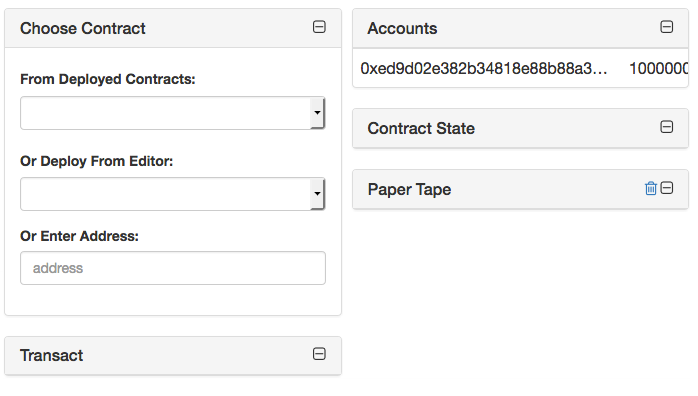 Choose Contract
From Deployed Contracts:
Or Deploy From Editor:
Or Enter Address:
address
Transact
Accounts
0xed9d02e382b34818e88b88a3... 1000000
Contract State
Paper Tape